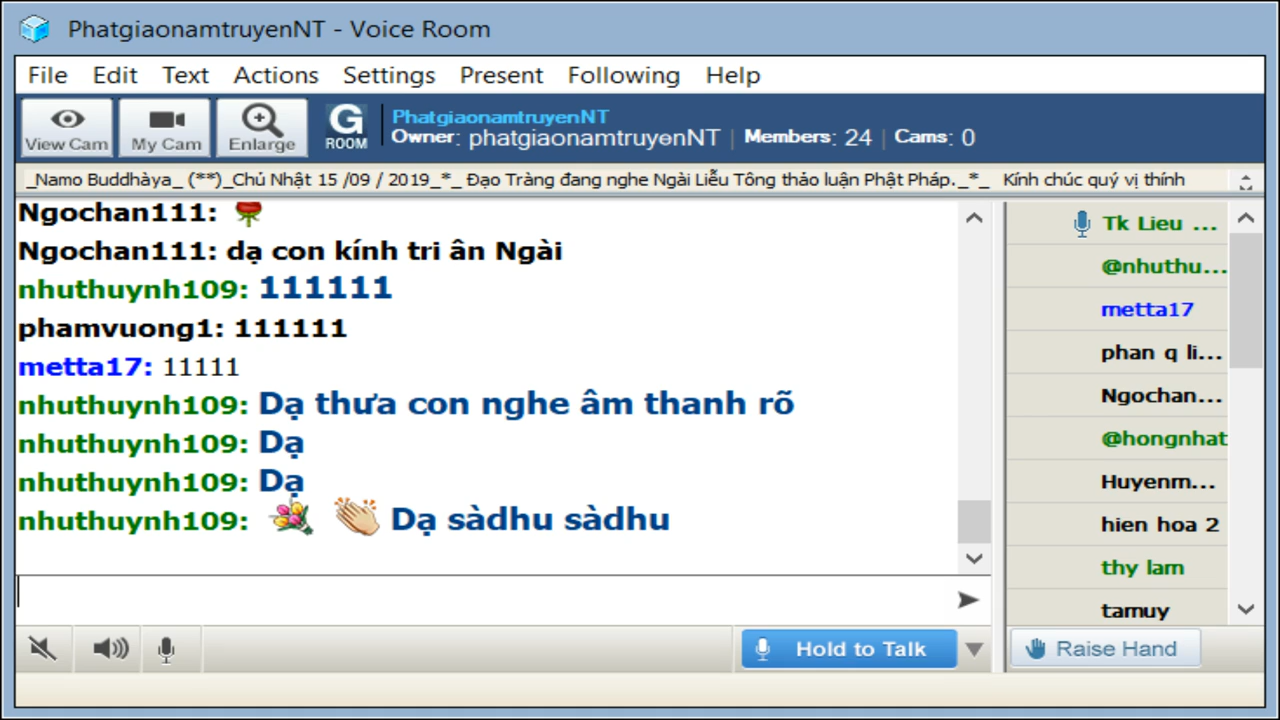 PhatgiaonamtruyenNT - Voice Room
File Edit Text Actions Settings Present Following Help
View Cam My Cam Enlarge G ROOM
PhatgiaonamtruyenNT
Owner: phatgiaonamtruyenNT | Members: 24 | Cams: 0
_Namo Buddhàya_ (**)_Chủ Nhật 15 /09 / 2019_*_ Đạo Tràng đang nghe Ngài Liễu Tông thảo luận Phật Pháp._*_ Kính chúc quý vị thính
Ngochan111:
Ngochan111: dạ con kính tri ân Ngài
nhuthuynh109: 111111
phamvuong1: 111111
metta17: 11111
nhuthuynh109: Dạ thưa con nghe âm thanh rõ
nhuthuynh109: Dạ
nhuthuynh109: Dạ
nhuthuynh109: Dạ sàdhu sàdhu
Tk Lieu ...
@nhuthu...
metta17
phan q li...
Ngochan...
@hongnhat
Huyenm...
hien hoa 2
thy lam
tamuy
Hold to Talk
Raise Hand